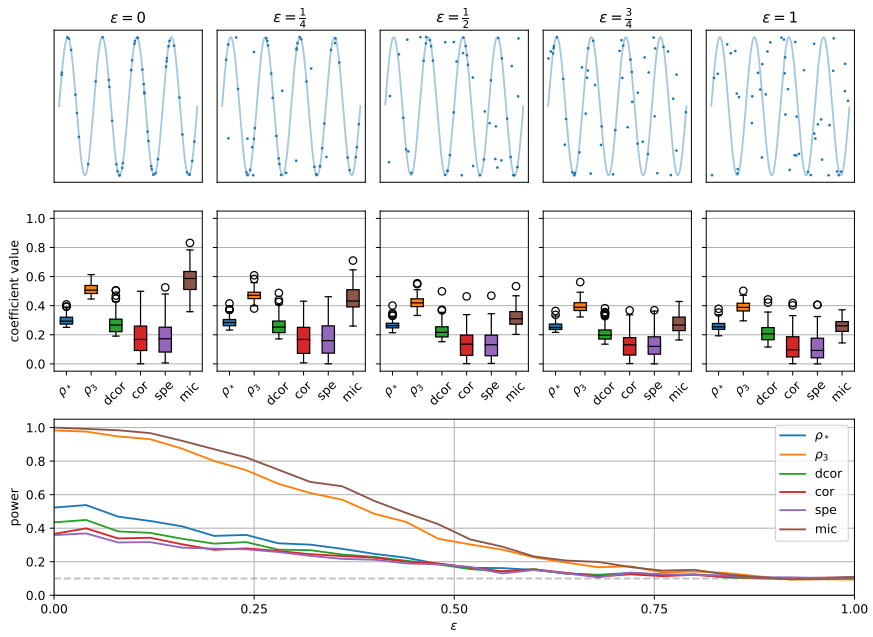 ε = 0 ε = 1/4 ε = 1/2 ε = 3/4 ε = 1
1.0
0.8
0.6
0.4
0.2
0.0
coefficient value
ρ* ρ3 dcor cor spe mic ρ* ρ3 dcor cor spe mic ρ* ρ3 dcor cor spe mic ρ* ρ3 dcor cor spe mic ρ* ρ3 dcor cor spe mic
1.0
0.8
0.6
0.4
0.2
0.0
power
ρ*
ρ3
dcor
cor
spe
mic
0.00 0.25 0.50 0.75 1.00
ε